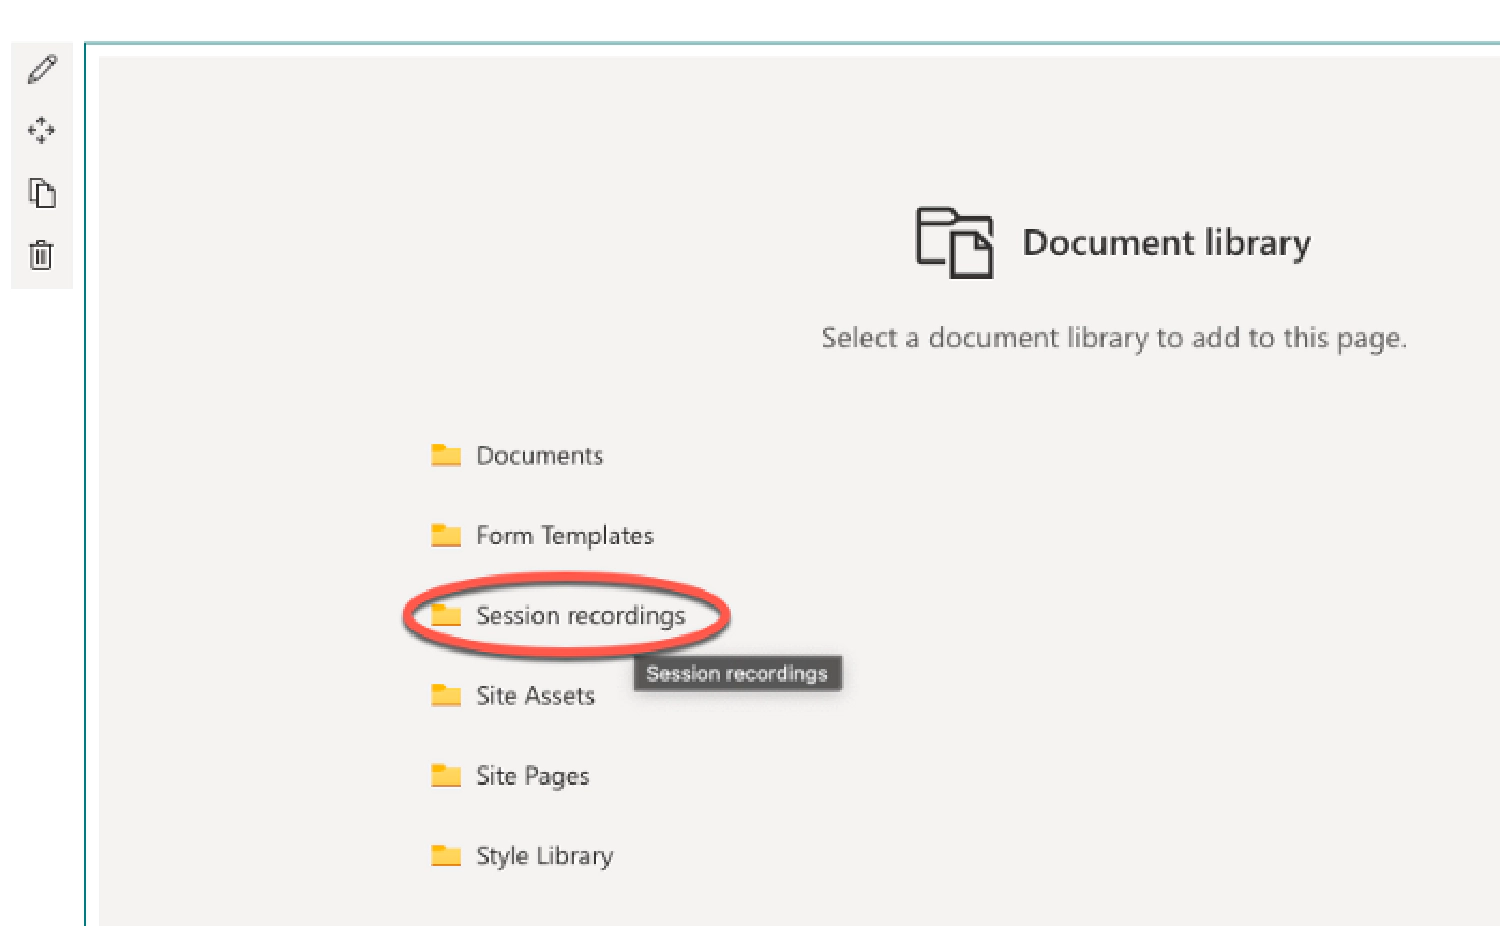 Document library
Select a document library to add to this page.
Documents
Form Templates
Session recordings
Session recordings
Site Assets
Site Pages
Style Library